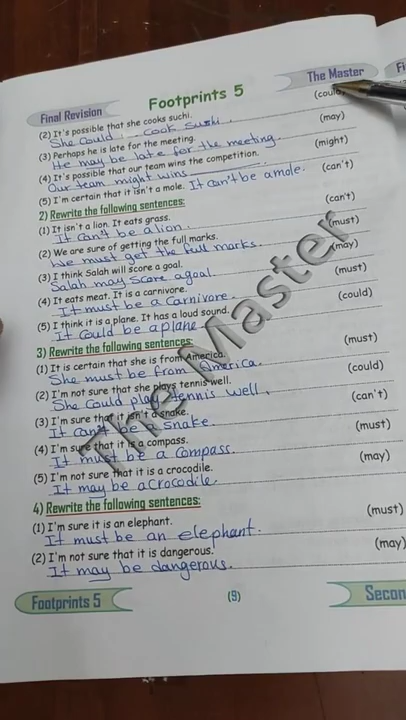 Final Revision
Footprints 5
The Master
Fi
(2) It's possible that she cooks sushi. (could)
She could cook sushi.
(3) Perhaps he is late for the meeting. (may)
He may be late for the meeting.
(4) It's possible that our team wins the competition. (might)
Our team might wins
(5) I'm certain that it isn't a mole. It can't be a mole. (can't)
2) Rewrite the following sentences:
(1) It isn't a lion. It eats grass. (can't)
It can't be a lion.
(2) We are sure of getting the full marks. (must)
We must get the full marks.
(3) I think Salah will score a goal. (may)
Salah may score a goal
(4) It eats meat. It is a carnivore. (must)
It must be a carnivore.
(5) I think it is a plane. It has a loud sound. (could)
It could be a plane
3) Rewrite the following sentences:
(1) It is certain that she is from America. (must)
She must be from America.
(2) I'm not sure that she plays tennis well. (could)
She could play tennis well.
(3) I'm sure that it isn't a snake. (can't)
It can't be a snake.
(4) I'm sure that it is a compass. (must)
It must be a compass.
(5) I'm not sure that it is a crocodile. (may)
It may be a crocodile
4) Rewrite the following sentences:
(1) I'm sure it is an elephant. (must)
It must be an elephant.
(2) I'm not sure that it is dangerous. (may)
It may be dangerous.
The Master
Footprints 5
(9)
Secon